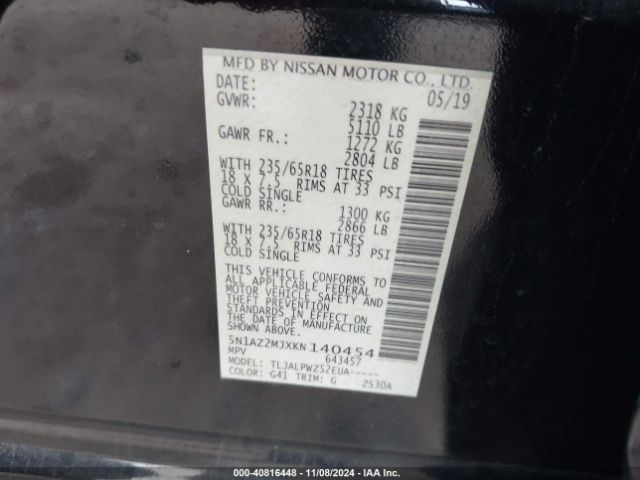 MFD BY NISSAN MOTOR CO., LTD.
DATE: 05/19
GVWR: 2318 KG
5110 LB
GAWR FR.: 1272 KG
2804 LB
WITH 235/65R18 TIRES
18 X 7.5 RIMS AT 33 PSI
COLD SINGLE
GAWR RR.: 1300 KG
2866 LB
WITH 235/65R18 TIRES
18 X 7.5 RIMS AT 33 PSI
COLD SINGLE
THIS VEHICLE CONFORMS TO
ALL APPLICABLE FEDERAL
MOTOR VEHICLE SAFETY AND
THEFT PREVENTION
STANDARDS IN EFFECT ON
THE DATE OF MANUFACTURE
SHOWN ABOVE.
5N1AZ2MJXKN140454
MPV 643457
MODEL: TLJALPWZ52EUA-----
COLOR: G41 TRIM: G 2S30A
000-40816448 - 11/08/2024 - IAA Inc.